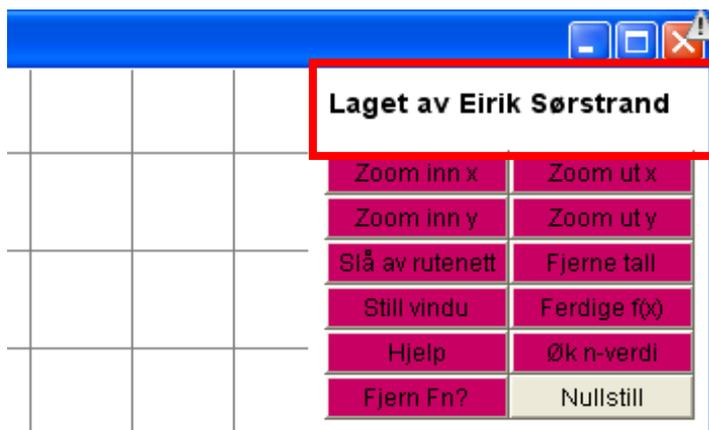 Laget av Eirik Sørstrand
Zoom inn x Zoom ut x
Zoom inn y Zoom ut y
Slå av rutenett Fjerne tall
Still vindu Ferdige f(x)
Hjelp Øk n-verdi
Fjern Fn? Nullstill